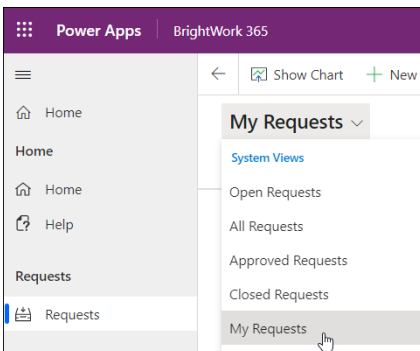 Power Apps BrightWork 365
Show Chart New
Home
My Requests
Home
System Views
Home
Open Requests
Help
All Requests
Approved Requests
Requests
Closed Requests
Requests
My Requests